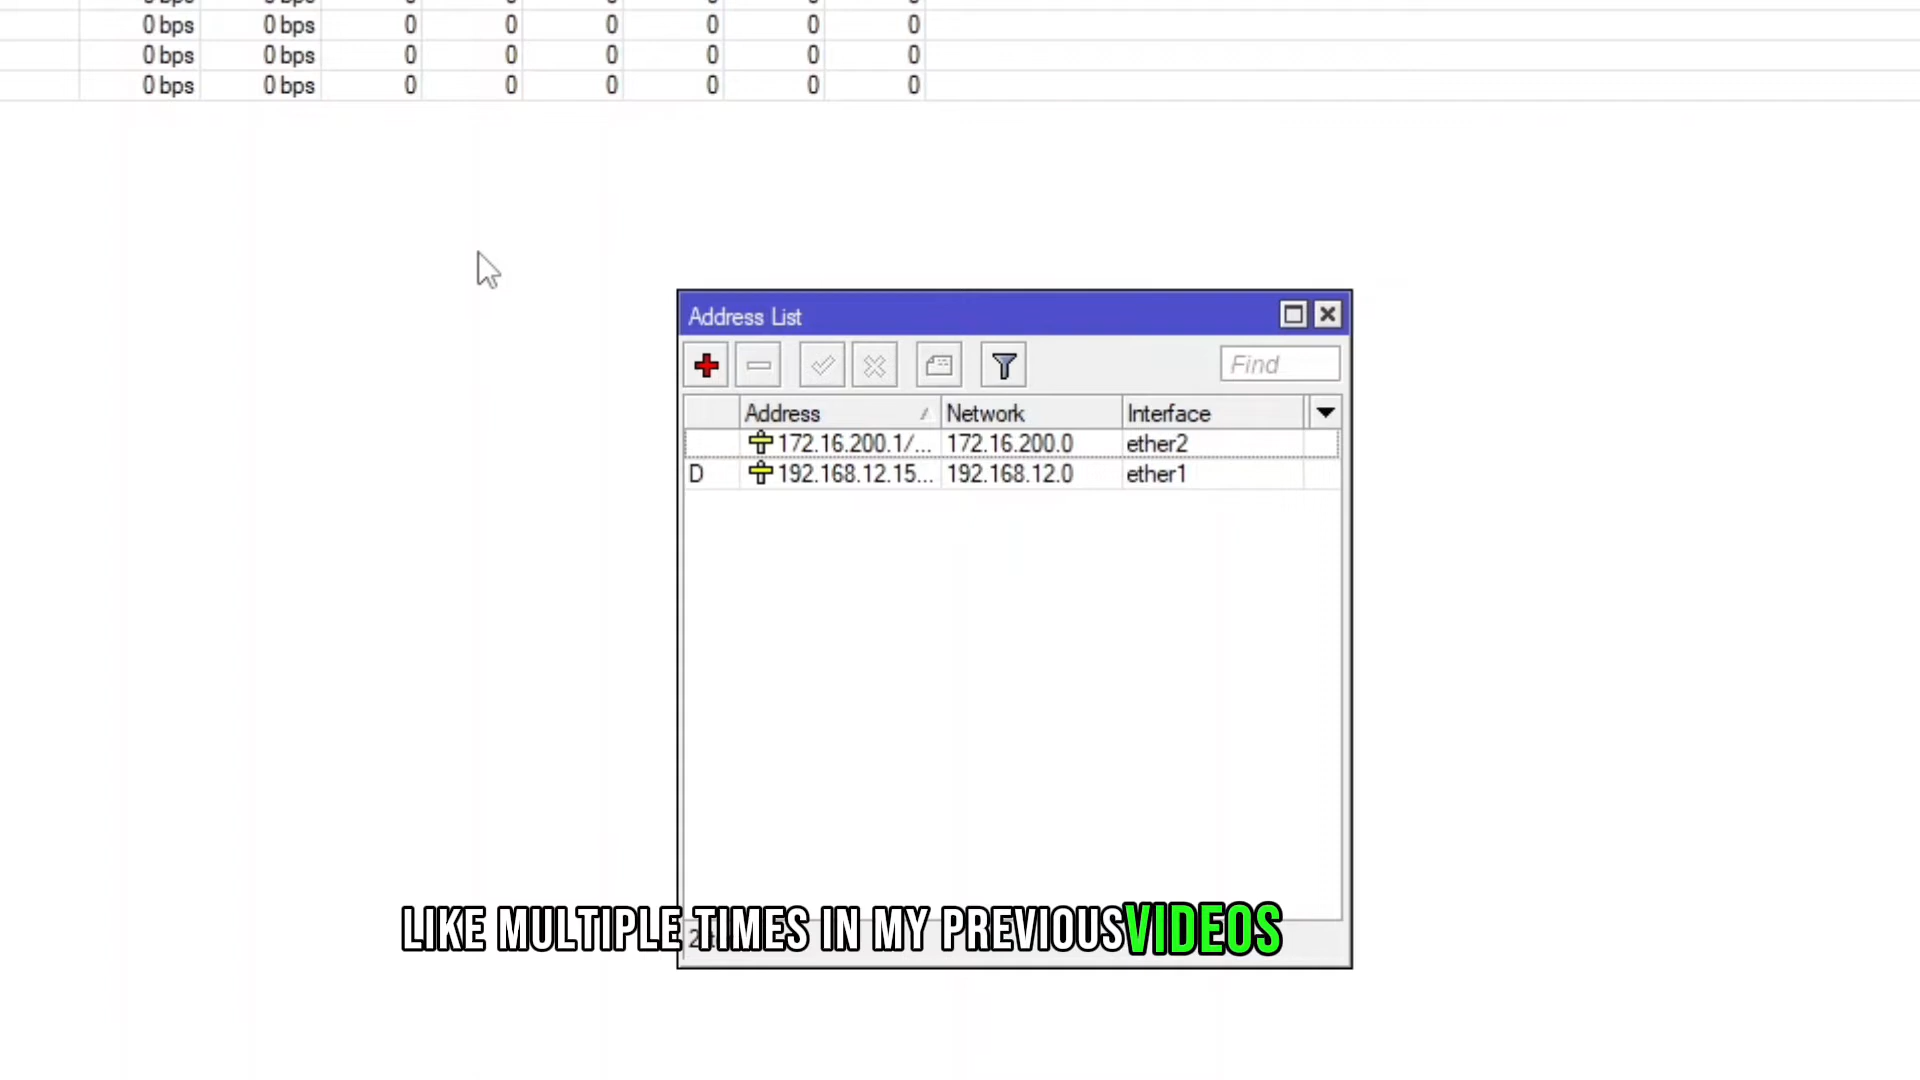 0 bps 0 bps 0 0 0 0 0 0
0 bps 0 bps 0 0 0 0 0 0
0 bps 0 bps 0 0 0 0 0 0
Address List
Find
Address Network Interface
172.16.200.1/... 172.16.200.0 ether2
D 192.168.12.15... 192.168.12.0 ether1
LIKE MULTIPLE TIMES IN MY PREVIOUS VIDEOS